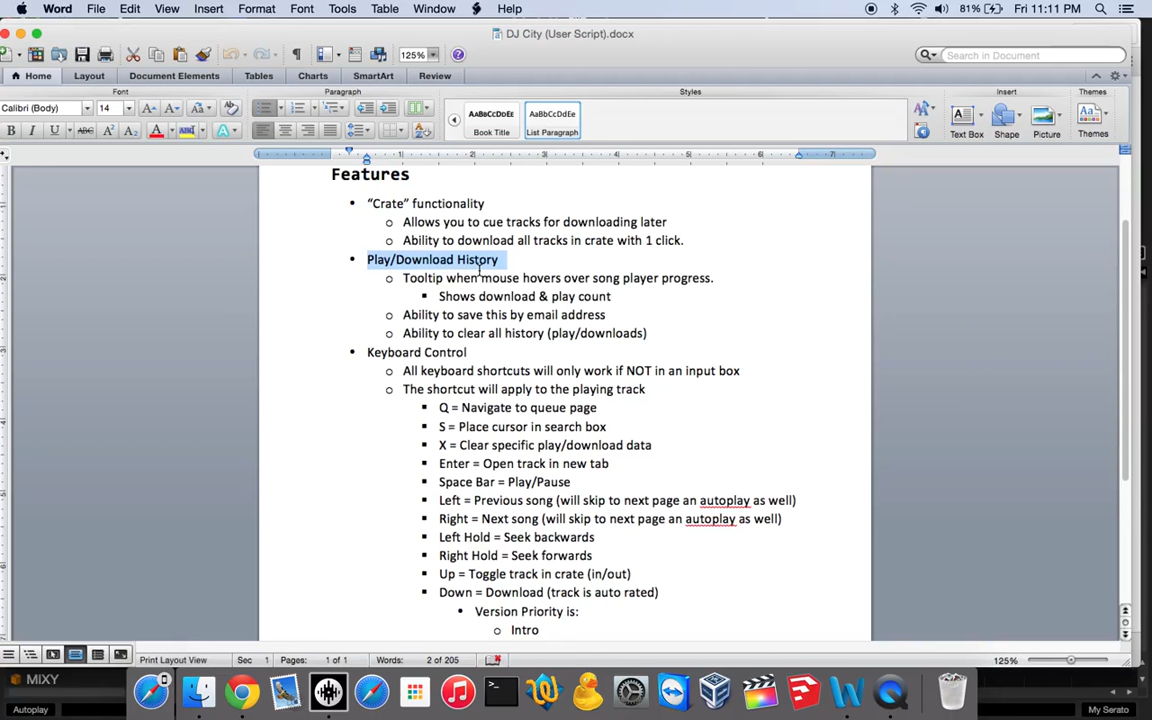 Word File Edit View Insert Format Font Tools Table Window Help 81% Fri 11:11 PM
DJ City (User Script).docx
125% Search in Document
Home Layout Document Elements Tables Charts SmartArt Review
Font Paragraph Styles Insert Themes
Calibri (Body) 14 AaBbCcDdE AaBbCcDdE
B I U ABC Book Title List Paragraph Text Box Shape Picture Themes
1 2 3 4 5 6 7
Features
• “Crate” functionality
o Allows you to cue tracks for downloading later
o Ability to download all tracks in crate with 1 click.
• Play/Download History
o Tooltip when mouse hovers over song player progress.
▪ Shows download & play count
o Ability to save this by email address
o Ability to clear all history (play/downloads)
• Keyboard Control
o All keyboard shortcuts will only work if NOT in an input box
o The shortcut will apply to the playing track
▪ Q = Navigate to queue page
▪ S = Place cursor in search box
▪ X = Clear specific play/download data
▪ Enter = Open track in new tab
▪ Space Bar = Play/Pause
▪ Left = Previous song (will skip to next page an autoplay as well)
▪ Right = Next song (will skip to next page an autoplay as well)
▪ Left Hold = Seek backwards
▪ Right Hold = Seek forwards
▪ Up = Toggle track in crate (in/out)
▪ Down = Download (track is auto rated)
• Version Priority is:
o Intro
Print Layout View Sec 1 Pages: 1 of 1 Words: 2 of 205 125%
MIXY
Autoplay My Serato